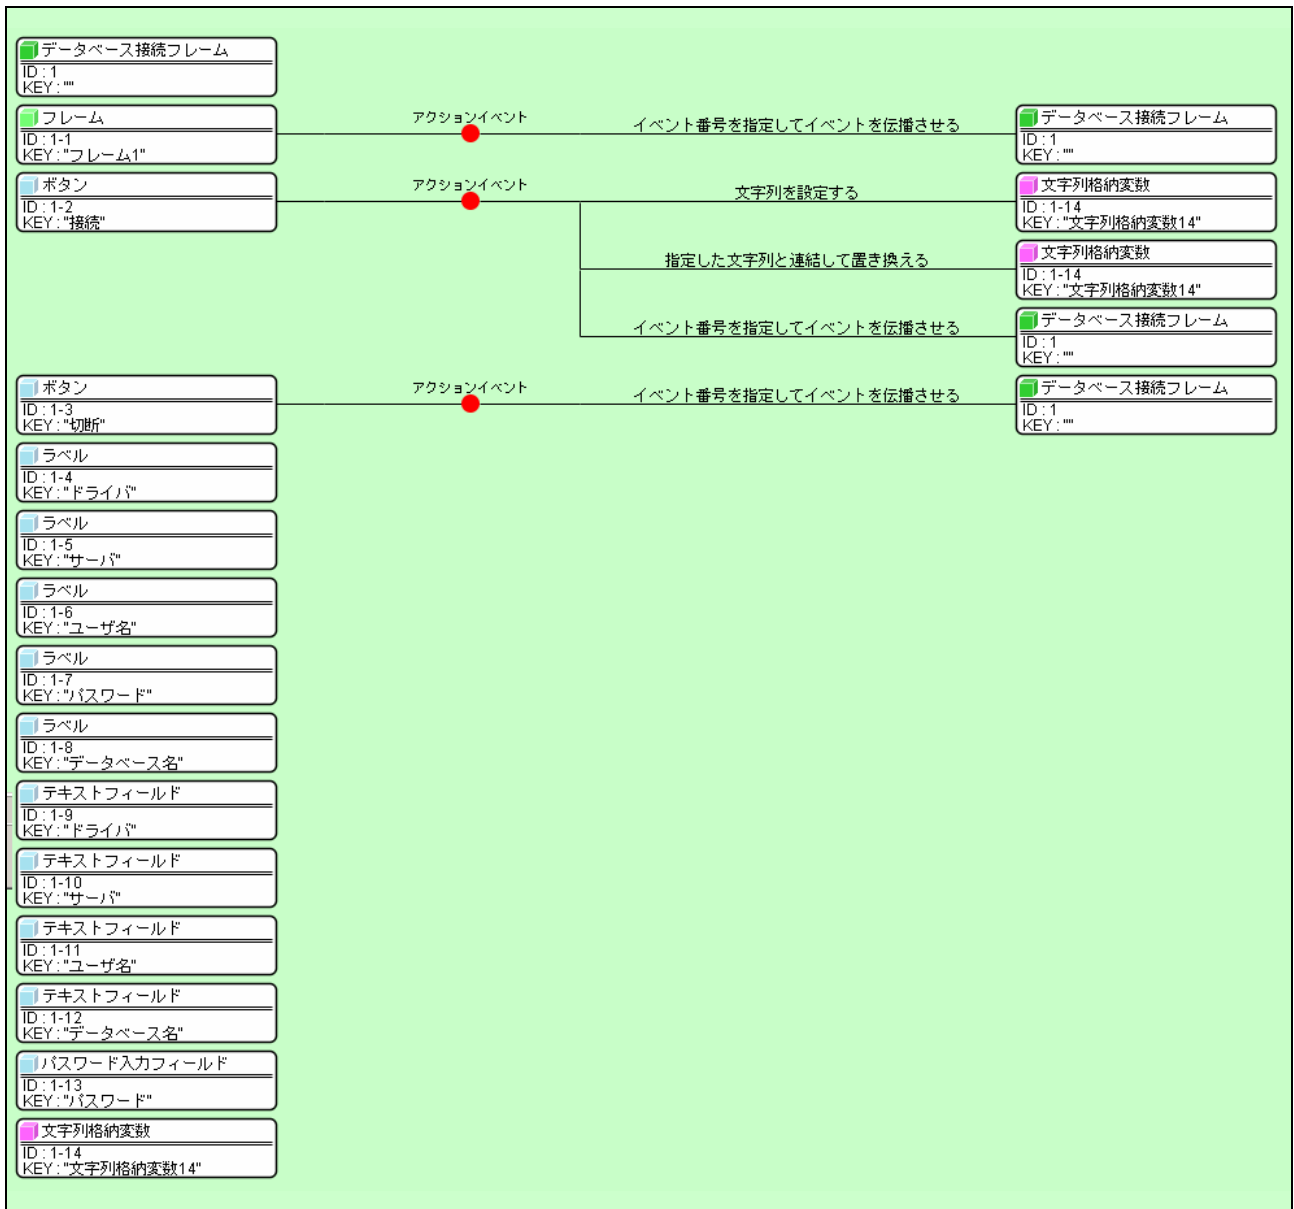 データベース接続フレーム
ID : 1
KEY : ""
フレーム
ID : 1-1
KEY : "フレーム1"
アクションイベント
イベント番号を指定してイベントを伝播させる
データベース接続フレーム
ID : 1
KEY : ""
ボタン
ID : 1-2
KEY : "接続"
アクションイベント
文字列を設定する
文字列格納変数
ID : 1-14
KEY : "文字列格納変数14"
指定した文字列と連結して置き換える
文字列格納変数
ID : 1-14
KEY : "文字列格納変数14"
イベント番号を指定してイベントを伝播させる
データベース接続フレーム
ID : 1
KEY : ""
ボタン
ID : 1-3
KEY : "切断"
アクションイベント
イベント番号を指定してイベントを伝播させる
データベース接続フレーム
ID : 1
KEY : ""
ラベル
ID : 1-4
KEY : "ドライバ"
ラベル
ID : 1-5
KEY : "サーバ"
ラベル
ID : 1-6
KEY : "ユーザ名"
ラベル
ID : 1-7
KEY : "パスワード"
ラベル
ID : 1-8
KEY : "データベース名"
テキストフィールド
ID : 1-9
KEY : "ドライバ"
テキストフィールド
ID : 1-10
KEY : "サーバ"
テキストフィールド
ID : 1-11
KEY : "ユーザ名"
テキストフィールド
ID : 1-12
KEY : "データベース名"
パスワード入力フィールド
ID : 1-13
KEY : "パスワード"
文字列格納変数
ID : 1-14
KEY : "文字列格納変数14"